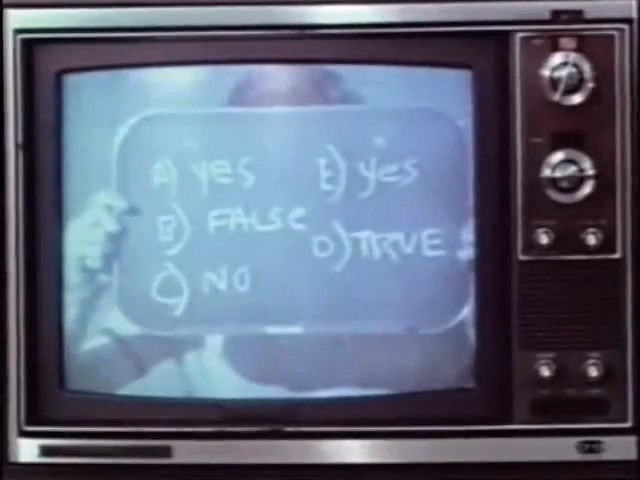 A) yes
B) FALSE
C) NO
E) yes
D) TRUE